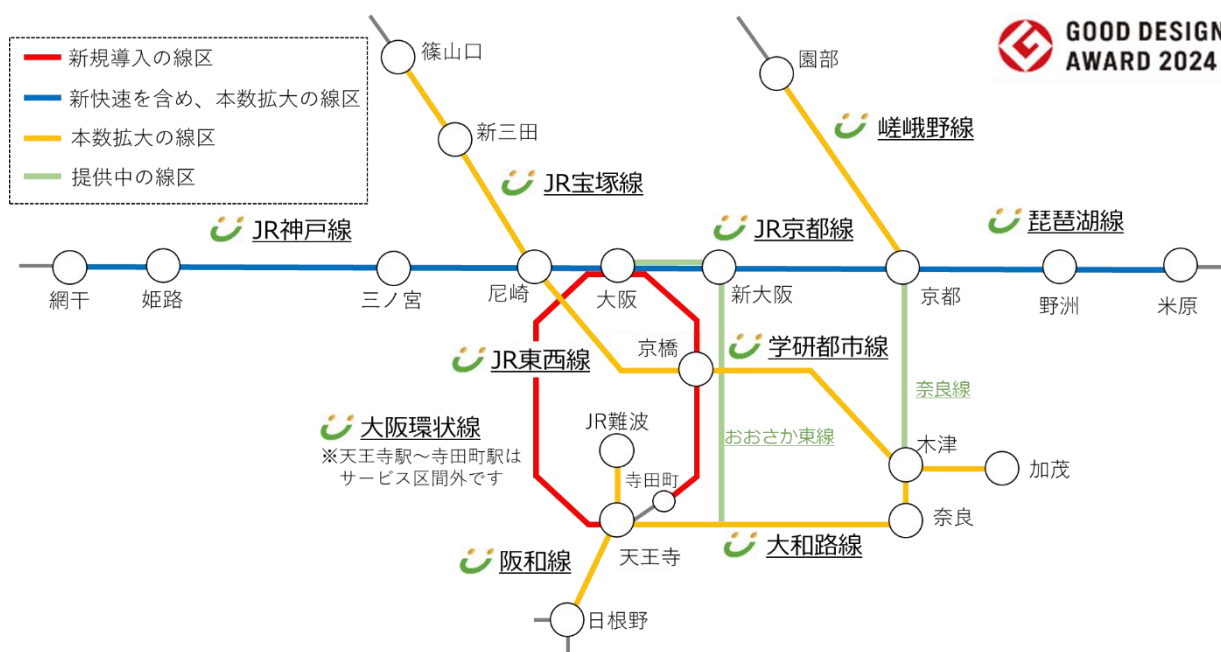 新規導入の線区
新快速を含め、本数拡大の線区
本数拡大の線区
提供中の線区
GOOD DESIGN
AWARD 2024
篠山口
園部
新三田
嵯峨野線
JR宝塚線
JR神戸線
JR京都線
琵琶湖線
網干
姫路
三ノ宮
尼崎
大阪
新大阪
京都
野洲
米原
JR東西線
京橋
学研都市線
奈良線
大阪環状線
※天王寺駅～寺田町駅は
サービス区間外です
JR難波
おおさか東線
木津
加茂
寺田町
奈良
天王寺
大和路線
阪和線
日根野